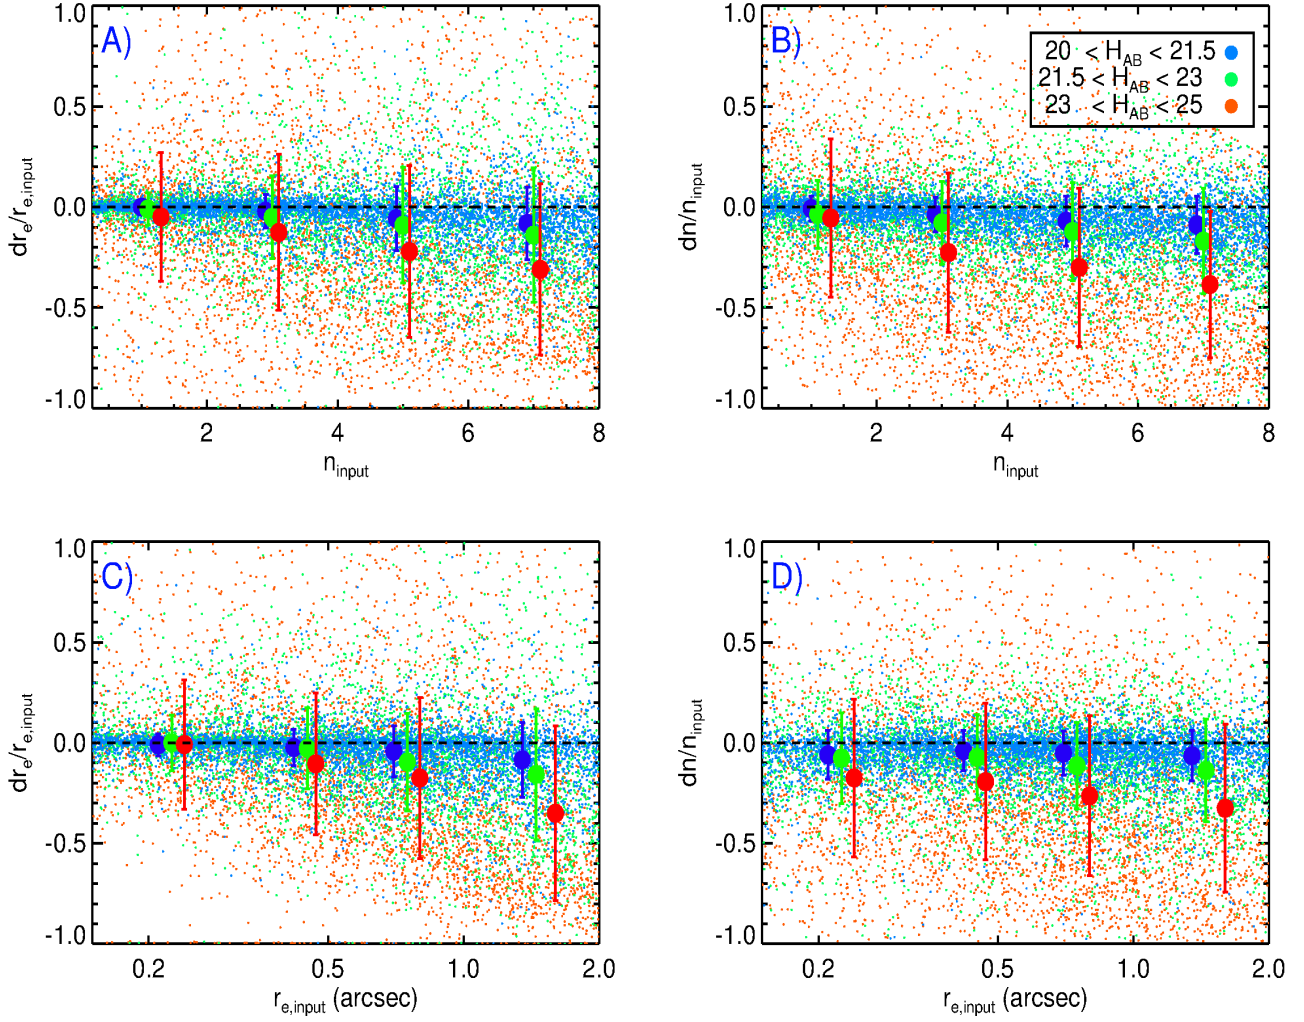 A)
1.0
0.5
0.0
-0.5
-1.0
dr_e/r_e,input
2 4 6 8
n_input
B)
20 < H_AB < 21.5
21.5 < H_AB < 23
23 < H_AB < 25
1.0
0.5
0.0
-0.5
-1.0
dn/n_input
2 4 6 8
n_input
C)
1.0
0.5
0.0
-0.5
-1.0
dr_e/r_e,input
0.2 0.5 1.0 2.0
r_e,input (arcsec)
D)
1.0
0.5
0.0
-0.5
-1.0
dn/n_input
0.2 0.5 1.0 2.0
r_e,input (arcsec)